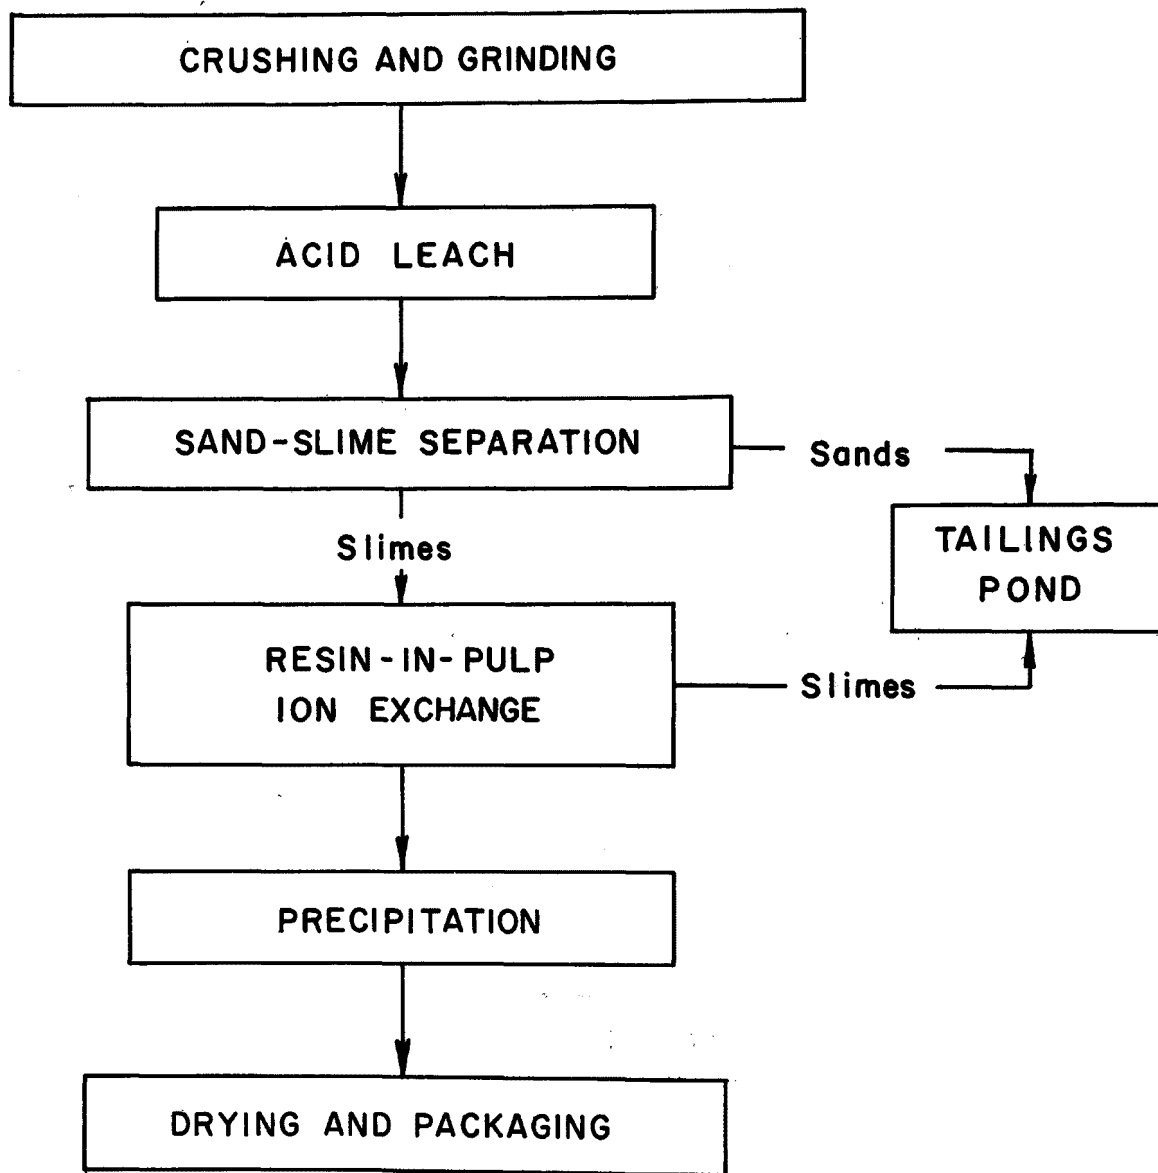 CRUSHING AND GRINDING
ACID LEACH
SAND-SLIME SEPARATION
Sands
TAILINGS
POND
Slimes
RESIN-IN-PULP
ION EXCHANGE
Slimes
PRECIPITATION
DRYING AND PACKAGING